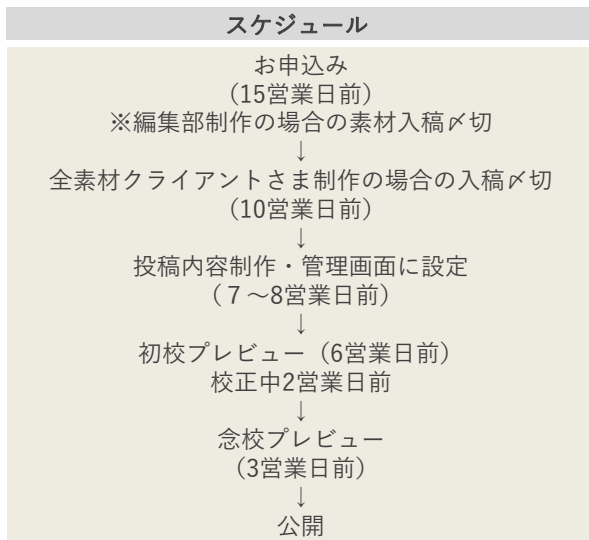 スケジュール
お申込み
（15営業日前）
※編集部制作の場合の素材入稿〆切
↓
全素材クライアントさま制作の場合の入稿〆切
（10営業日前）
↓
投稿内容制作・管理画面に設定
（７～8営業日前）
↓
初校プレビュー（6営業日前）
校正中2営業日前
↓
念校プレビュー
（3営業日前）
↓
公開